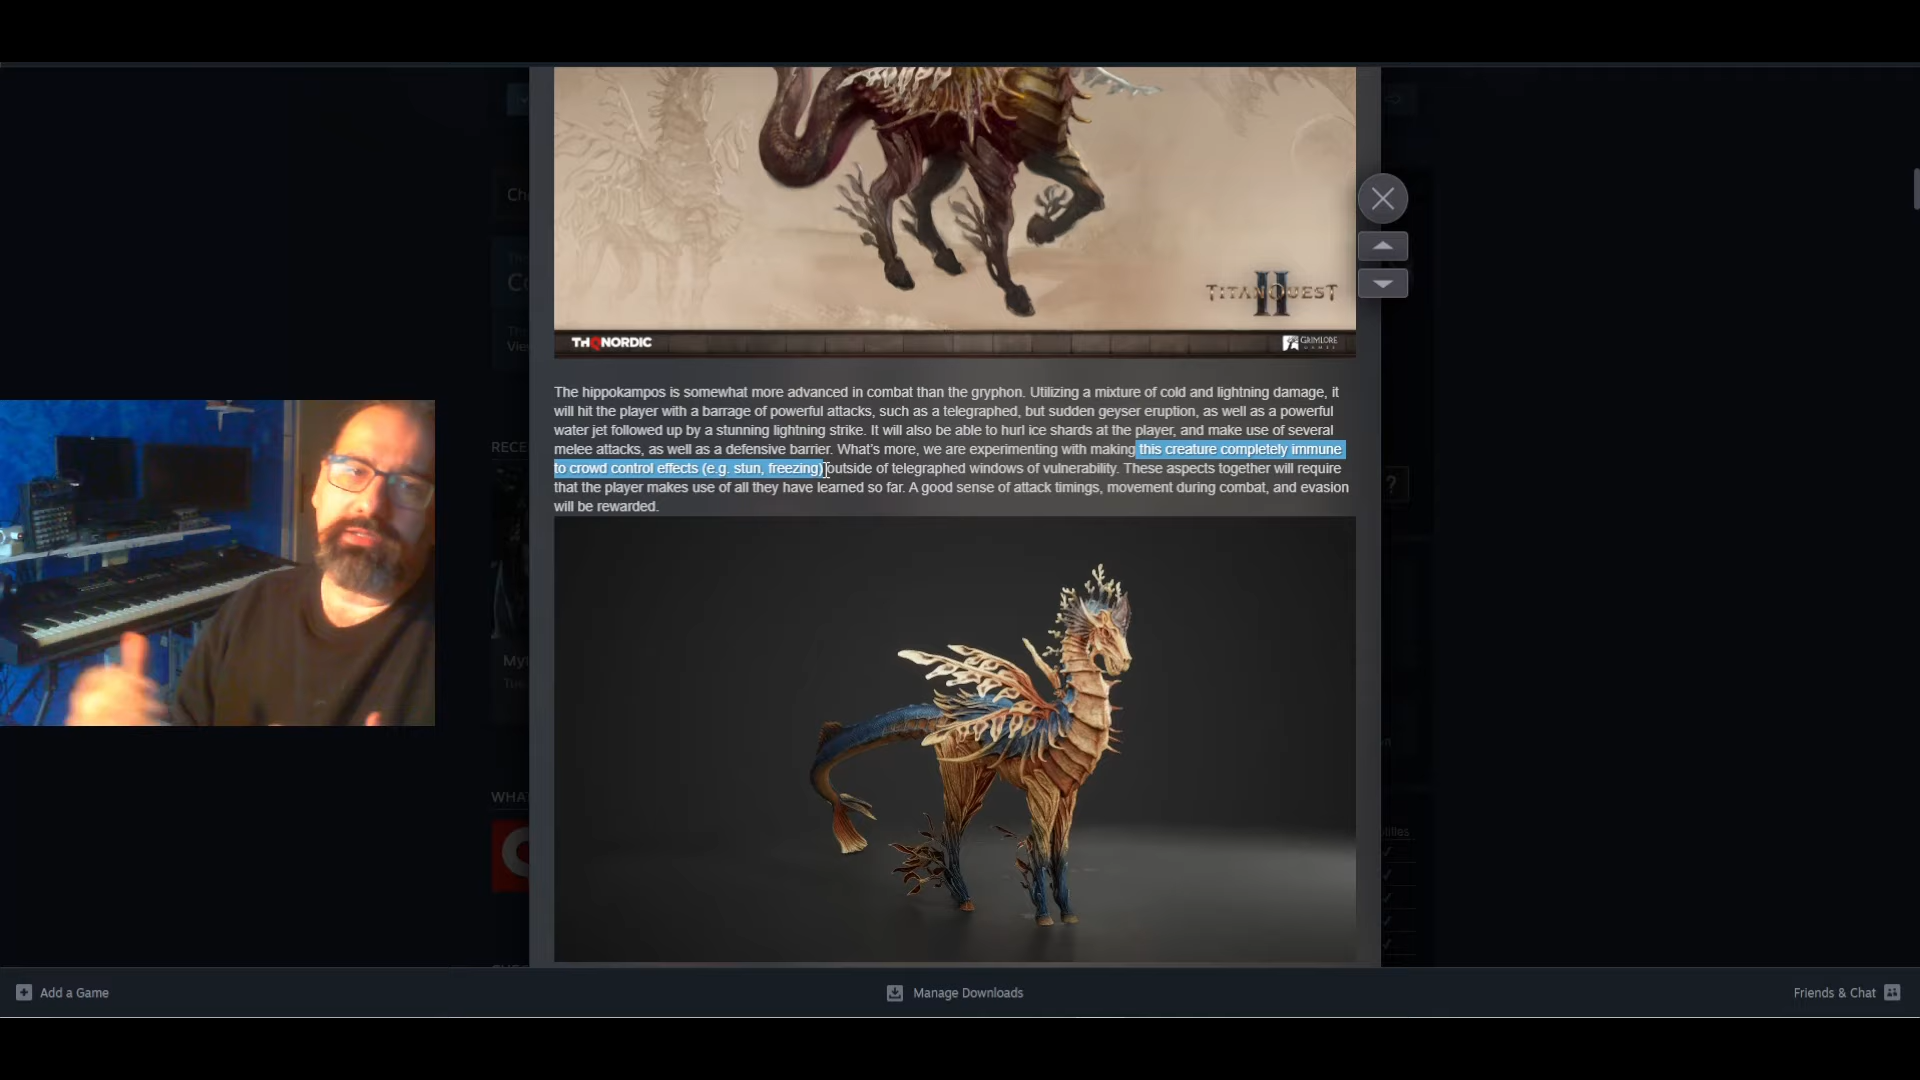 TITAN QUEST
II
THQ NORDIC
GRIMLORE
GAMES
The hippokampos is somewhat more advanced in combat than the gryphon. Utilizing a mixture of cold and lightning damage, it
will hit the player with a barrage of powerful attacks, such as a telegraphed, but sudden geyser eruption, as well as a powerful
water jet followed up by a stunning lightning strike. It will also be able to hurl ice shards at the player, and make use of several
melee attacks, as well as a defensive barrier. What's more, we are experimenting with making this creature completely immune
to crowd control effects (e.g. stun, freezing) outside of telegraphed windows of vulnerability. These aspects together will require
that the player makes use of all they have learned so far. A good sense of attack timings, movement during combat, and evasion
will be rewarded.
Ch
Co
Vie
RECE
?
Myt
Tue
WHA
Add a Game
Manage Downloads
Friends & Chat